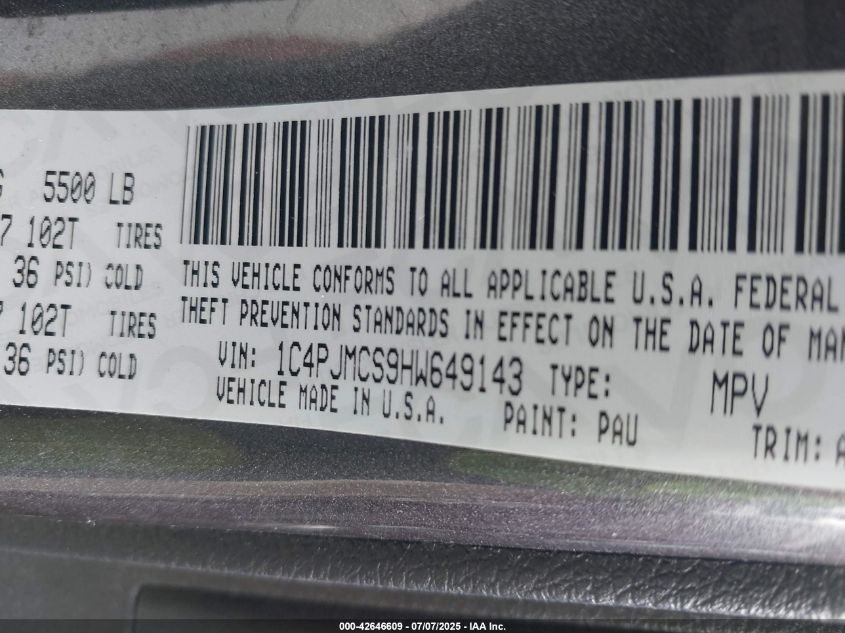 5500 LB
102T TIRES
36 PSI) COLD
102T TIRES
36 PSI) COLD
THIS VEHICLE CONFORMS TO ALL APPLICABLE U.S.A. FEDERAL
THEFT PREVENTION STANDARDS IN EFFECT ON THE DATE OF MAN
VIN: 1C4PJMCS9HW649143 TYPE: MPV
VEHICLE MADE IN U.S.A. PAINT: PAU TRIM: A
000-42646609 - 07/07/2025 - IAA Inc.